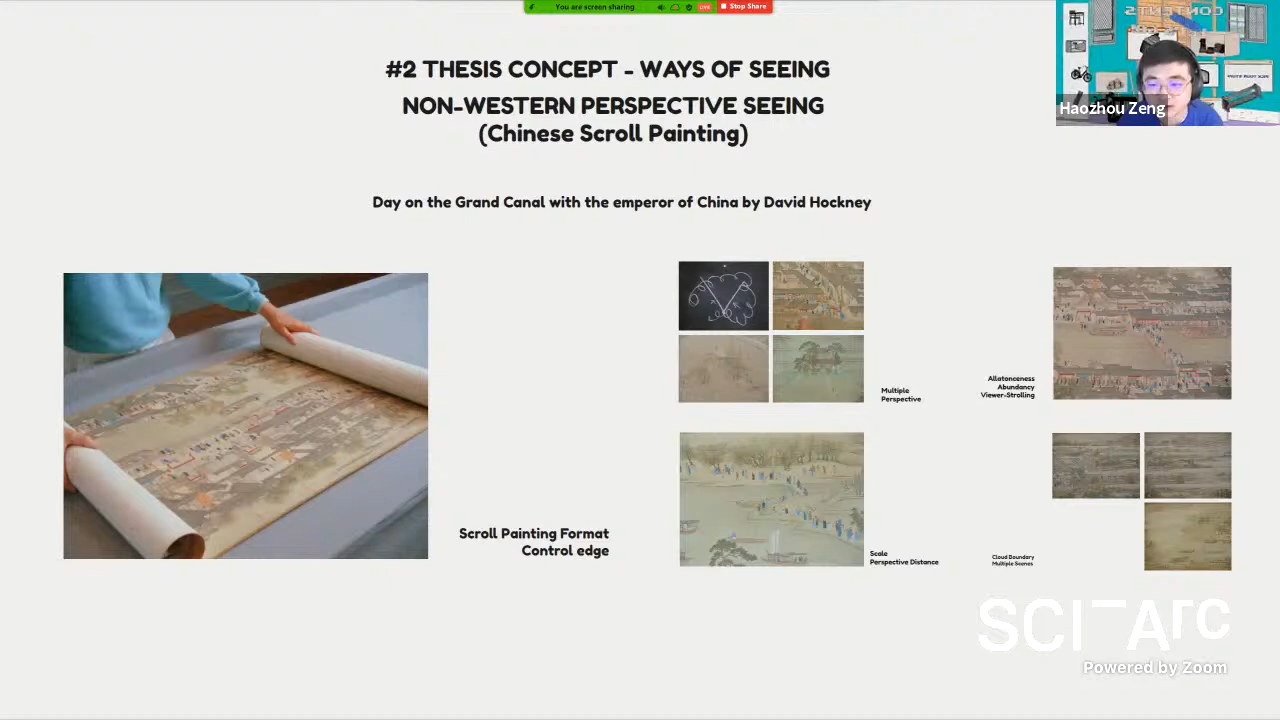 You are screen sharing
LIVE
Stop Share
CONTENTS
Haozhou Zeng
#2 THESIS CONCEPT - WAYS OF SEEING
NON-WESTERN PERSPECTIVE SEEING
(Chinese Scroll Painting)
Day on the Grand Canal with the emperor of China by David Hockney
Scroll Painting Format
Control edge
Multiple
Perspective
Allatonceness
Abundancy
Viewer-Strolling
Scale
Perspective Distance
Cloud Boundary
Multiple Scenes
SCI-Arc
Powered by Zoom